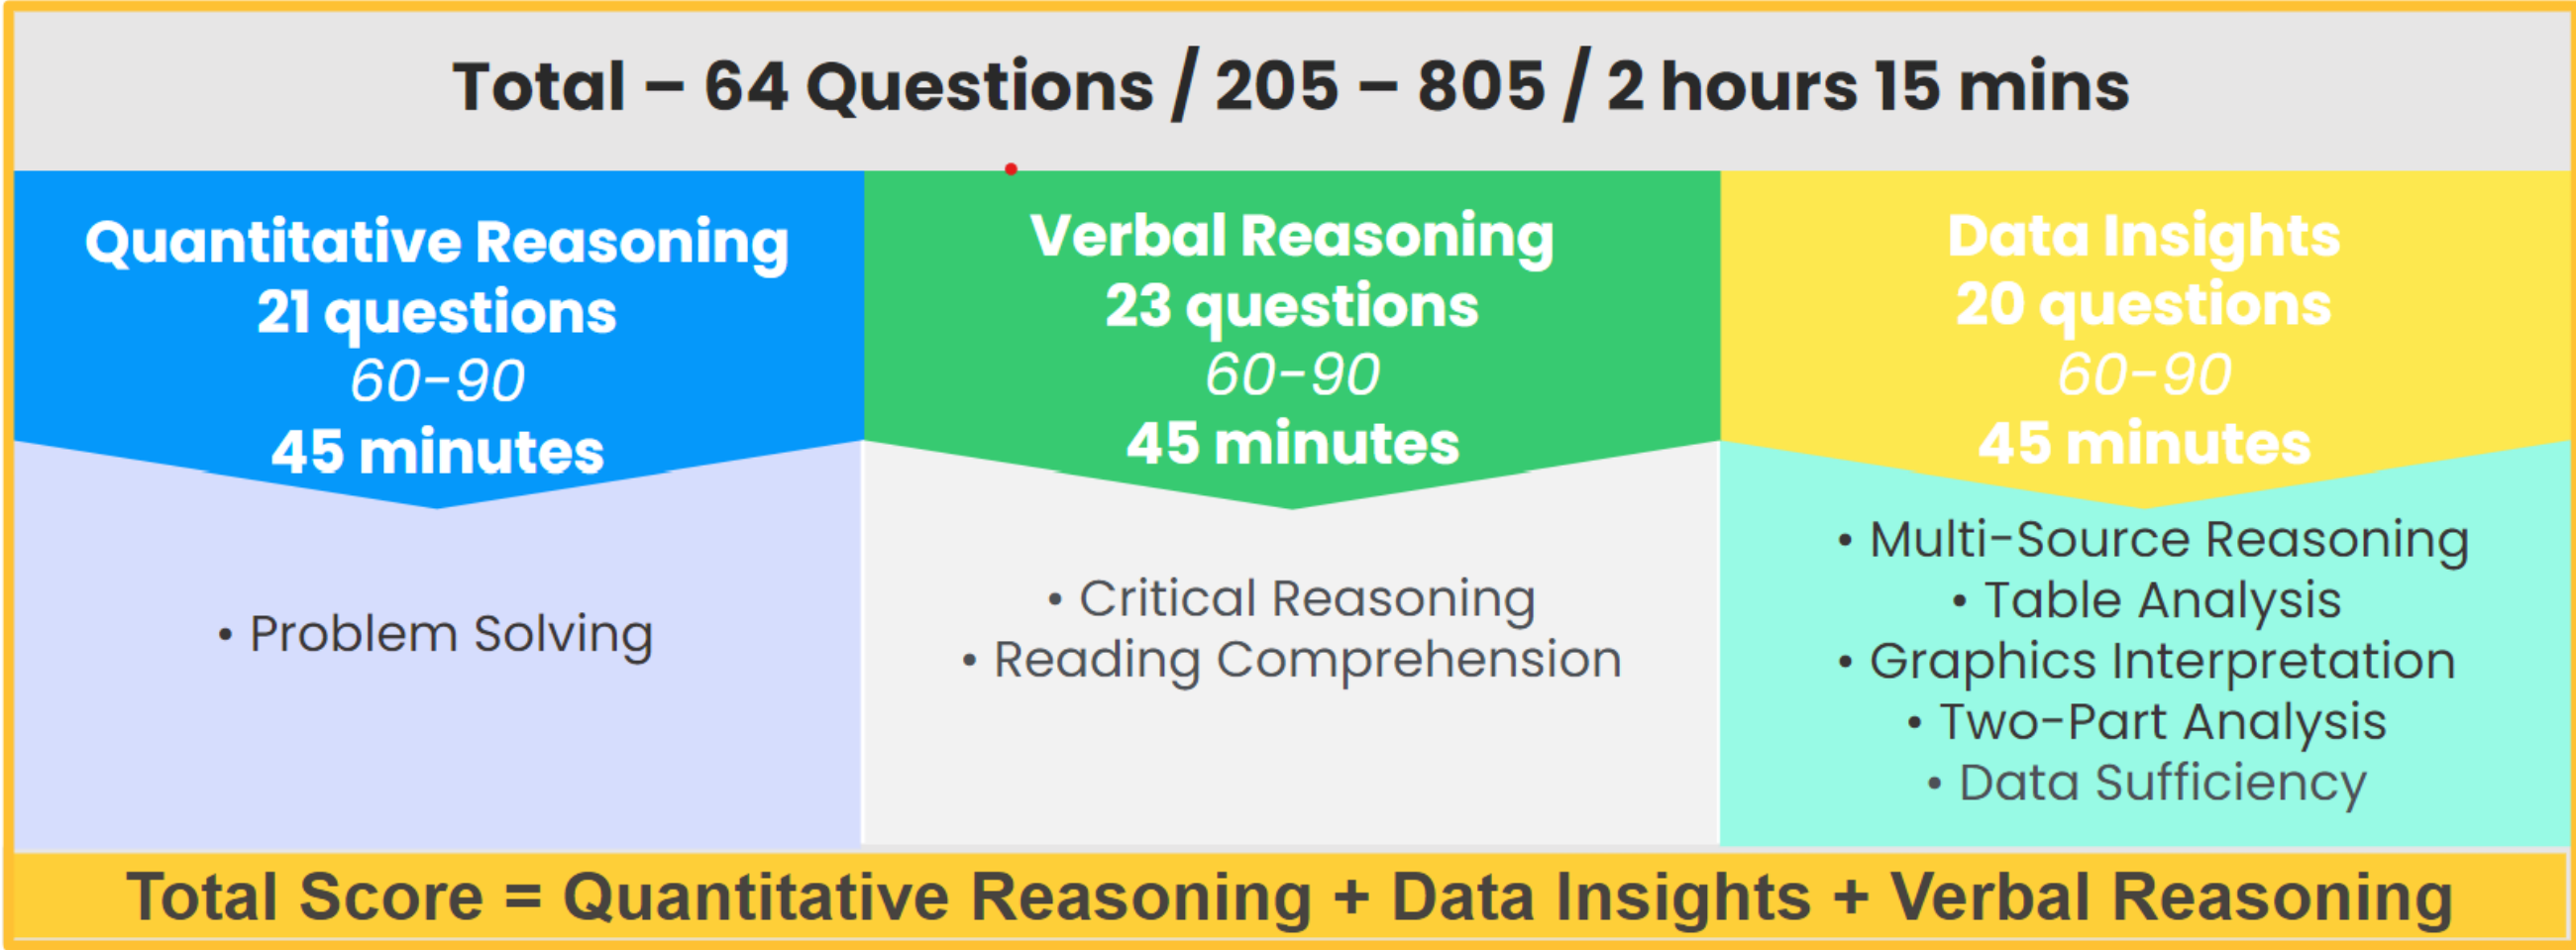 Total – 64 Questions / 205 – 805 / 2 hours 15 mins
Quantitative Reasoning
21 questions
60-90
45 minutes
• Problem Solving
Verbal Reasoning
23 questions
60-90
45 minutes
• Critical Reasoning
• Reading Comprehension
Data Insights
20 questions
60-90
45 minutes
• Multi-Source Reasoning
• Table Analysis
• Graphics Interpretation
• Two-Part Analysis
• Data Sufficiency
Total Score = Quantitative Reasoning + Data Insights + Verbal Reasoning